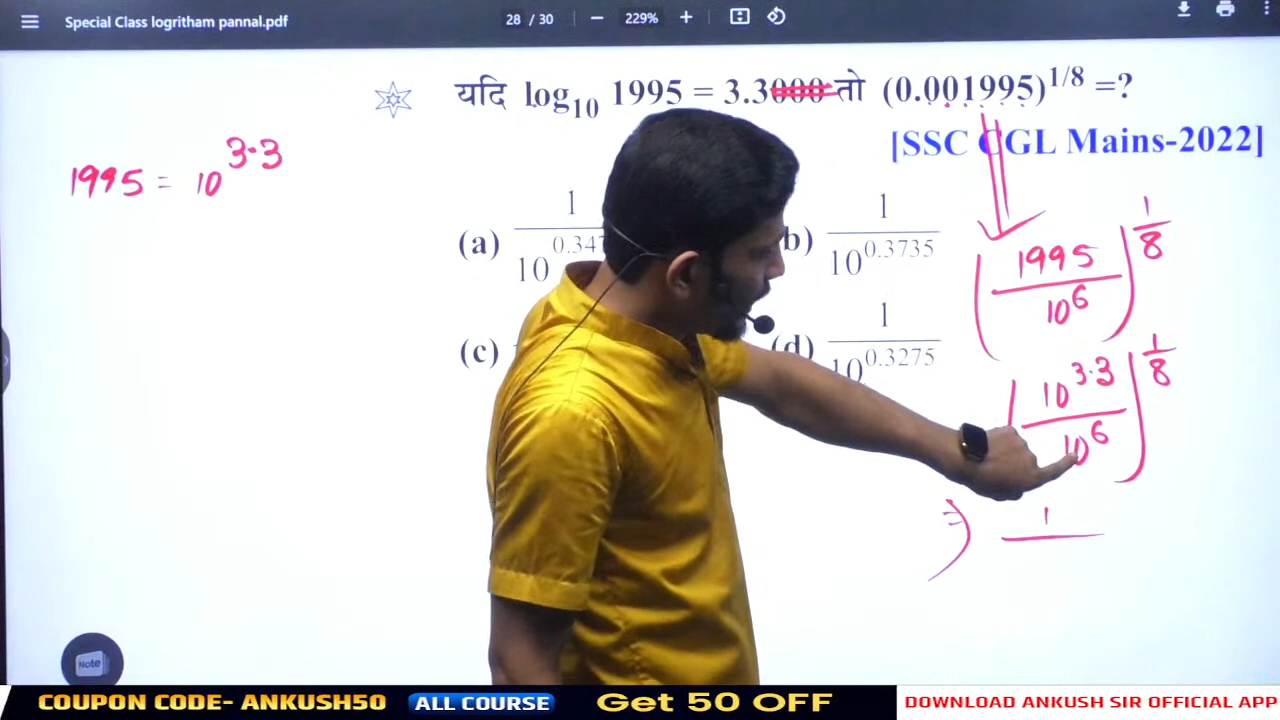 Special Class logritham pannal.pdf
28 / 30
229%
यदि log10 1995 = 3.3000 तो (0.001995)^1/8 =?
[SSC CGL Mains-2022]
1995 = 10^3.3
(a) 1/10^0.347
b) 1/10^0.3735
(c)
(d) 1/10^0.3275
(1995/10^6)^1/8
(10^3.3/10^6)^1/8
⇒ 1
Note
COUPON CODE- ANKUSH50
ALL COURSE
Get 50 OFF
DOWNLOAD ANKUSH SIR OFFICIAL APP